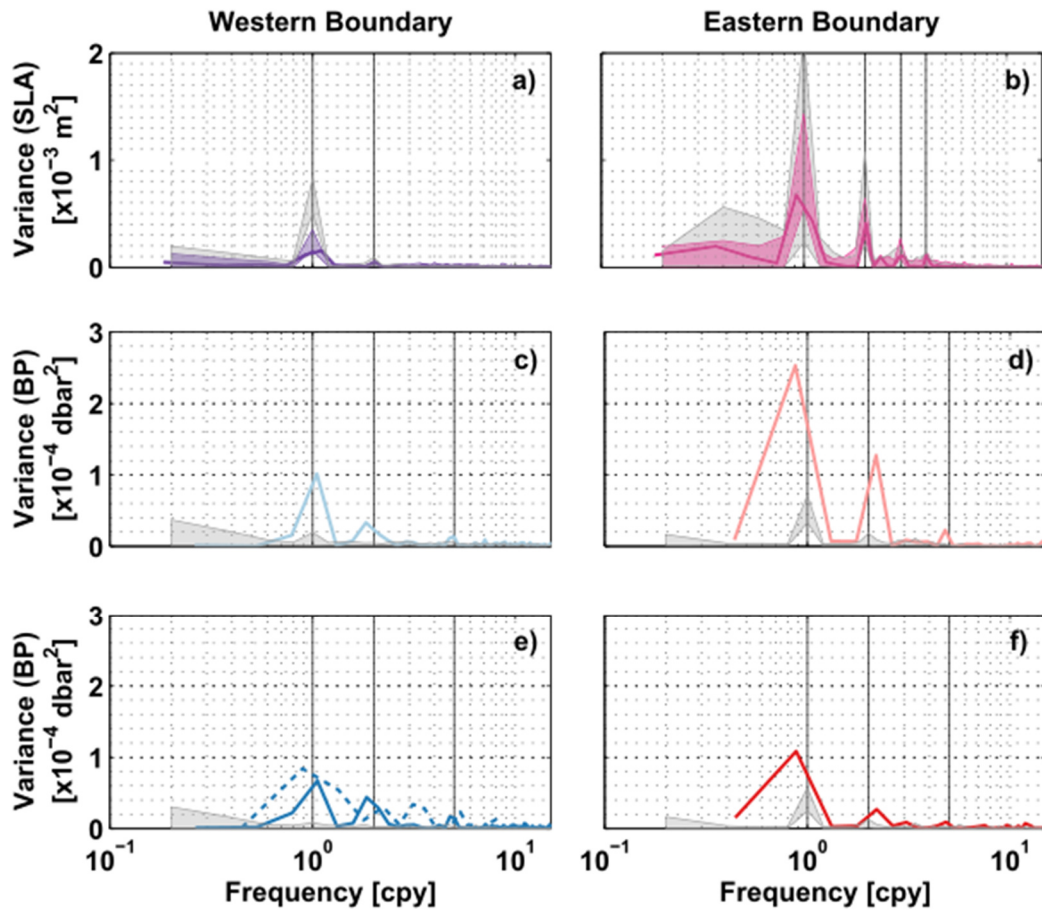 Western Boundary
Eastern Boundary
Variance (SLA)
[x10⁻³ m²]
2
1
0
a)
b)
Variance (BP)
[x10⁻⁴ dbar²]
3
2
1
0
c)
d)
Variance (BP)
[x10⁻⁴ dbar²]
3
2
1
0
e)
f)
10⁻¹
10⁰
10¹
10⁻¹
10⁰
10¹
Frequency [cpy]
Frequency [cpy]